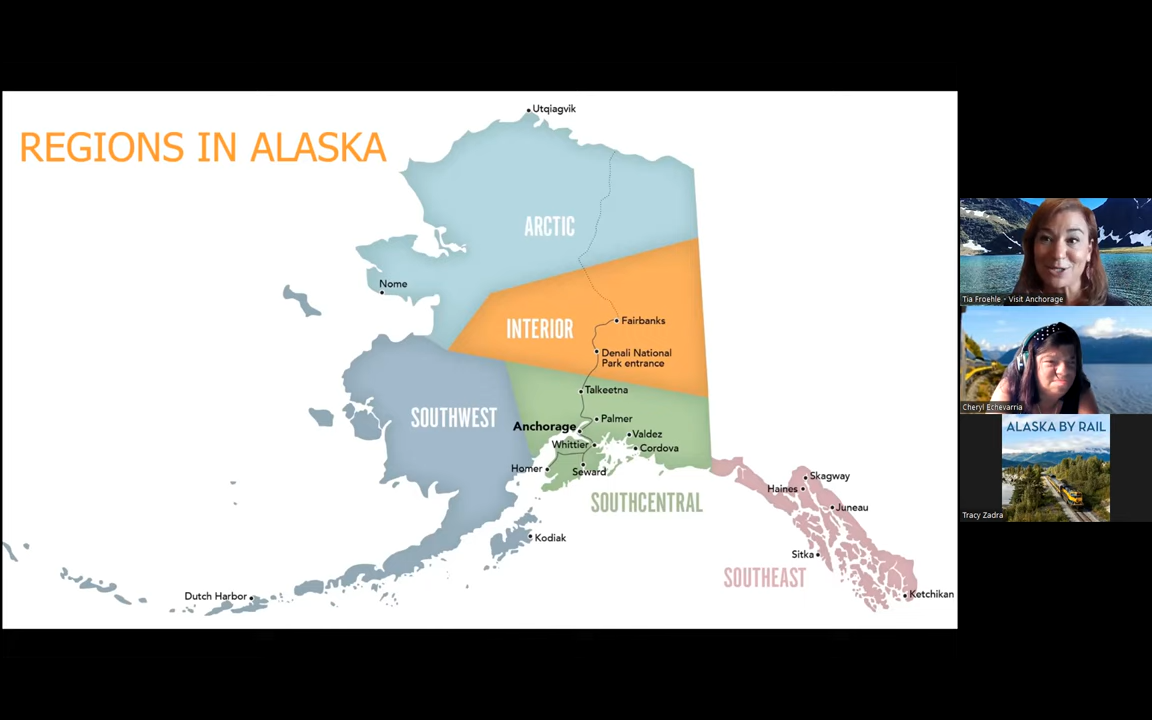 REGIONS IN ALASKA
Utqiagvik
ARCTIC
Nome
INTERIOR
Fairbanks
Denali National
Park entrance
Talkeetna
SOUTHWEST
Palmer
Anchorage
Valdez
Whittier
Cordova
Homer
Seward
SOUTHCENTRAL
Kodiak
Dutch Harbor
Skagway
Haines
Juneau
Sitka
SOUTHEAST
Ketchikan
Tia Froehle - Visit Anchorage
Cheryl Echevarria
ALASKA BY RAIL
Tracy Zadra